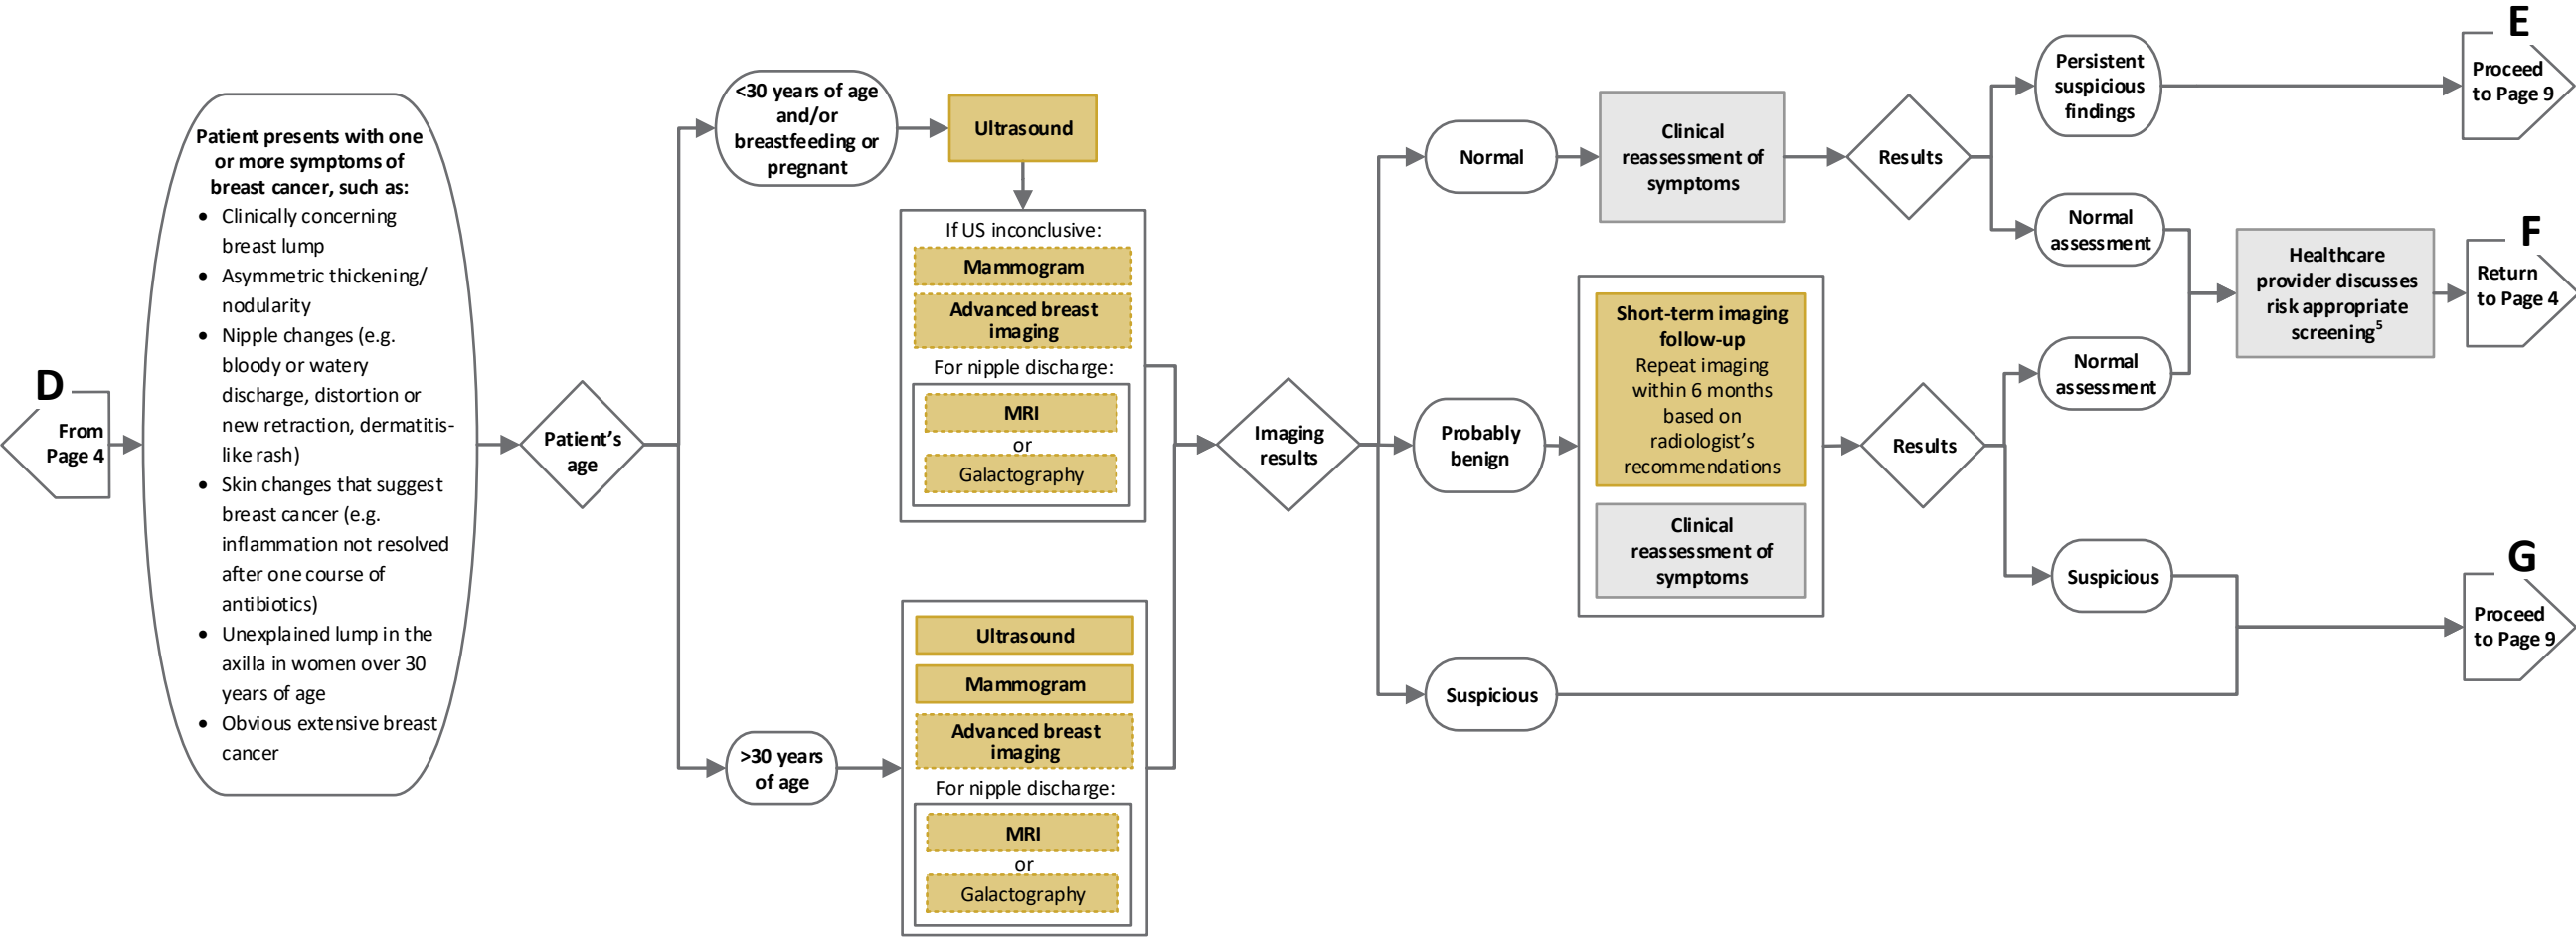 D
From
Page 4
Patient presents with one
or more symptoms of
breast cancer, such as:
• Clinically concerning
breast lump
• Asymmetric thickening/
nodularity
• Nipple changes (e.g.
bloody or watery
discharge, distortion or
new retraction, dermatitis-
like rash)
• Skin changes that suggest
breast cancer (e.g.
inflammation not resolved
after one course of
antibiotics)
• Unexplained lump in the
axilla in women over 30
years of age
• Obvious extensive breast
cancer
Patient’s
age
<30 years of age
and/or
breastfeeding or
pregnant
Ultrasound
If US inconclusive:
Mammogram
Advanced breast
imaging
For nipple discharge:
MRI
or
Galactography
>30 years
of age
Ultrasound
Mammogram
Advanced breast
imaging
For nipple discharge:
MRI
or
Galactography
Imaging
results
Normal
Clinical
reassessment of
symptoms
Results
Persistent
suspicious
findings
E
Proceed
to Page 9
Normal
assessment
Healthcare
provider discusses
risk appropriate
screening5
F
Return
to Page 4
Probably
benign
Short-term imaging
follow-up
Repeat imaging
within 6 months
based on
radiologist’s
recommendations
Clinical
reassessment of
symptoms
Results
Normal
assessment
Suspicious
G
Proceed
to Page 9
Suspicious